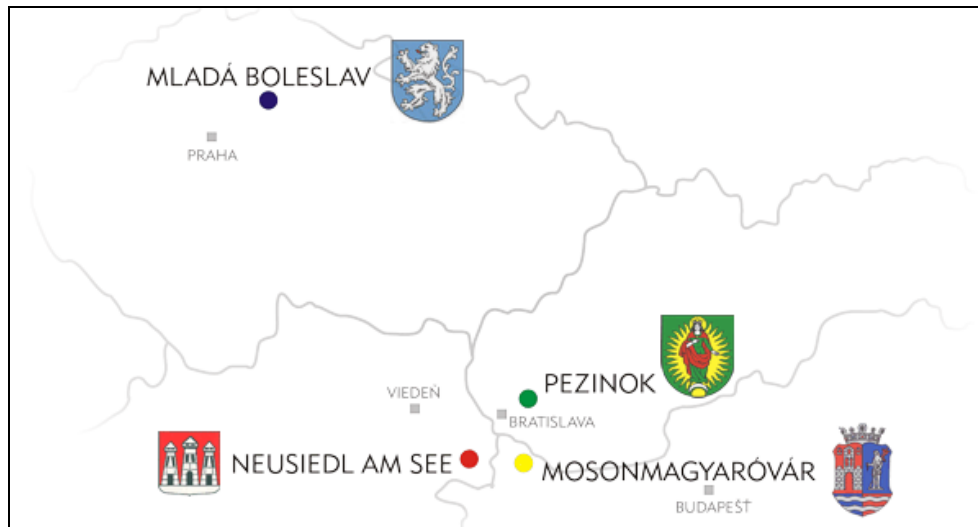 MLADÁ BOLESLAV
PRAHA
PEZINOK
VIEDEŇ
BRATISLAVA
NEUSIEDL AM SEE
MOSONMAGYARÓVÁR
BUDAPEŠŤ